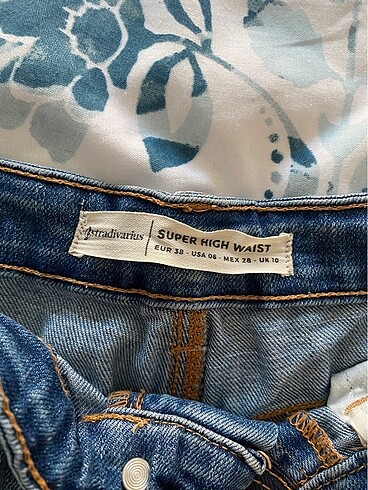 stradivarius
SUPER HIGH WAIST
EUR 38 - USA 06 - MEX 28 - UK 10